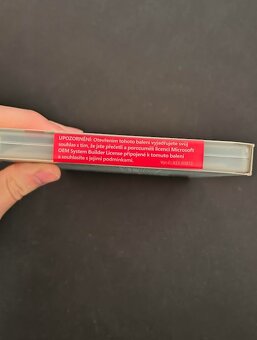 UPOZORNĚNÍ: Otevřením tohoto balení vyjadřujete svůj
souhlas s tím, že jste přečetli a porozuměli licenci Microsoft
OEM System Builder License připojené k tomuto balení
a souhlasíte s jejími podmínkami.